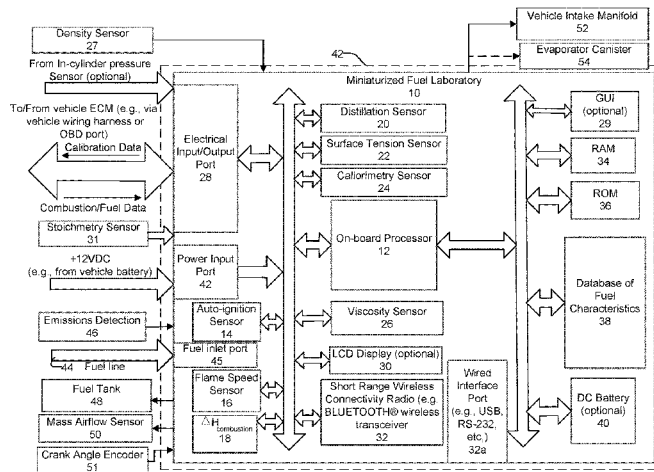 Density Sensor
27
42
Vehicle Intake Manifold
52
Evaporator Canister
54
From In-cylinder pressure
Sensor (optional)
Miniaturized Fuel Laboratory
10
To/From vehicle ECM (e.g., via
vehicle wiring harness or
OBD port)
Calibration Data
Combustion/Fuel Data
Electrical
Input/Output
Port
28
Distillation Sensor
20
Surface Tension Sensor
22
Callorimetry Sensor
24
GUi
(optional)
29
RAM
34
ROM
36
Stoichmetry Sensor
31
+12VDC
(e.g., from vehicle battery)
Power Input
Port
42
On-board Processor
12
Database of
Fuel
Characteristics
38
Emissions Detection
46
Auto-ignition
Sensor
14
Viscosity Sensor
26
44
Fuel line
Fuel inlet port
45
LCD Display (optional)
30
Fuel Tank
48
Flame Speed
Sensor
16
Short Range Wireless
Connectivity Radio (e.g.
BLUETOOTH® wireless
transceiver
32
Wired
Interface
Port
(e.g., USB,
RS-232,
etc,)
32a
DC Battery
(optional)
40
Mass Airflow Sensor
50
△H combustion
18
Crank Angle Encoder
51